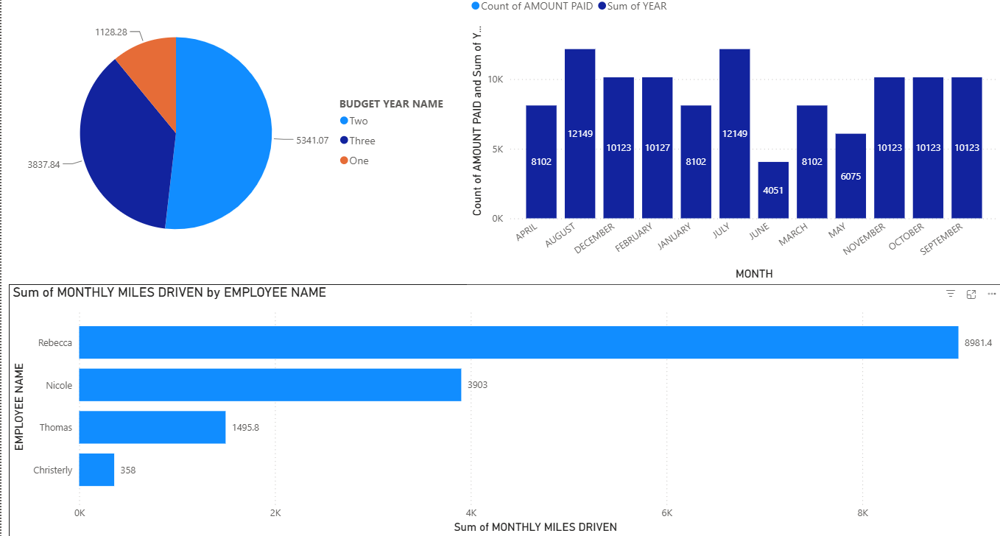 1128.28
5341.07
3837.84
BUDGET YEAR NAME
Two
Three
One
Count of AMOUNT PAID Sum of YEAR
Count of AMOUNT PAID and Sum of Y...
10K
5K
0K
8102
12149
10123
10127
8102
12149
4051
8102
6075
10123
10123
10123
APRIL
AUGUST
DECEMBER
FEBRUARY
JANUARY
JULY
JUNE
MARCH
MAY
NOVEMBER
OCTOBER
SEPTEMBER
MONTH
Sum of MONTHLY MILES DRIVEN by EMPLOYEE NAME
EMPLOYEE NAME
Rebecca 8981.4
Nicole 3903
Thomas 1495.8
Christerly 358
0K 2K 4K 6K 8K
Sum of MONTHLY MILES DRIVEN